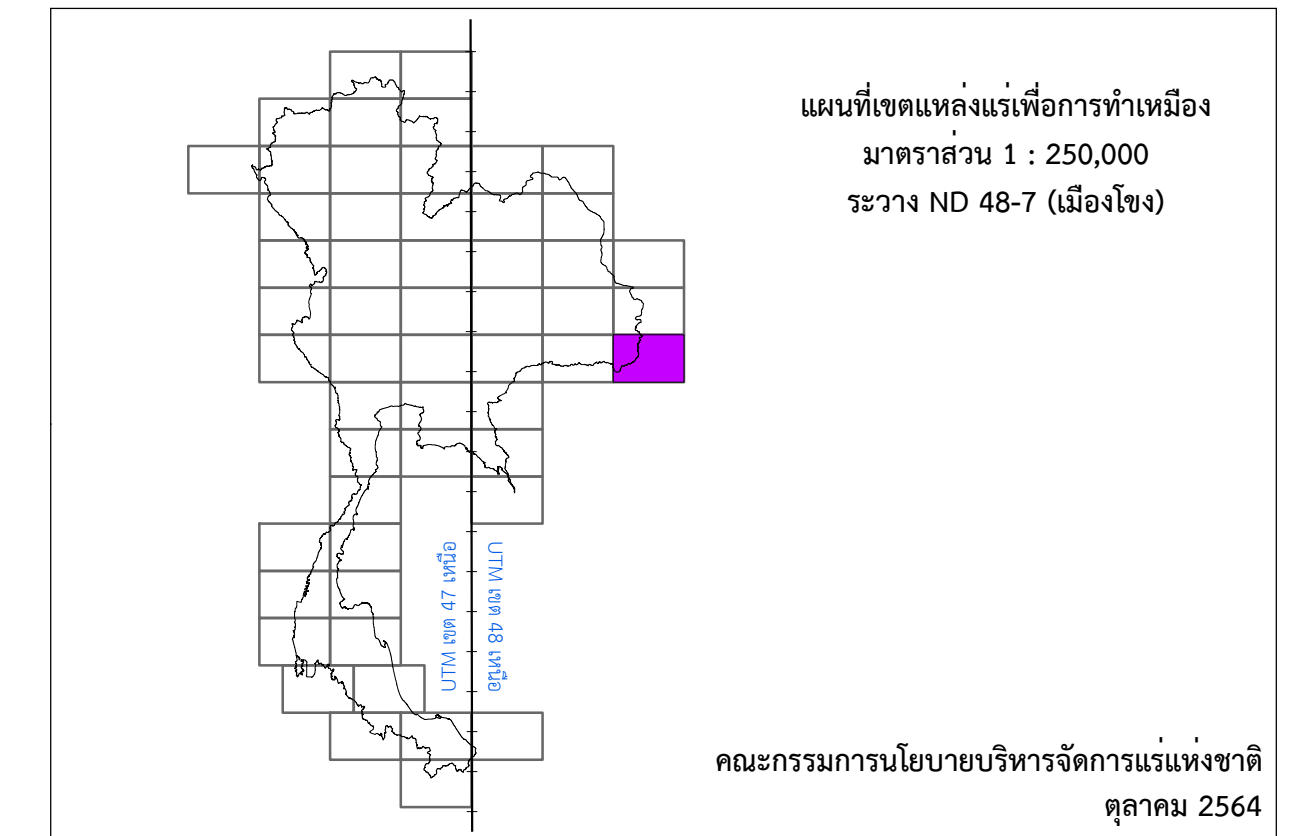 แผนที่เขตแหล่งแร่เพื่อการทำเหมือง
มาตราส่วน 1 : 250,000
ระวาง ND 48-7 (เมืองโขง)
UTM เขต 47 เหนือ
UTM เขต 48 เหนือ
คณะกรรมการนโยบายบริหารจัดการแร่แห่งชาติ
ตุลาคม 2564